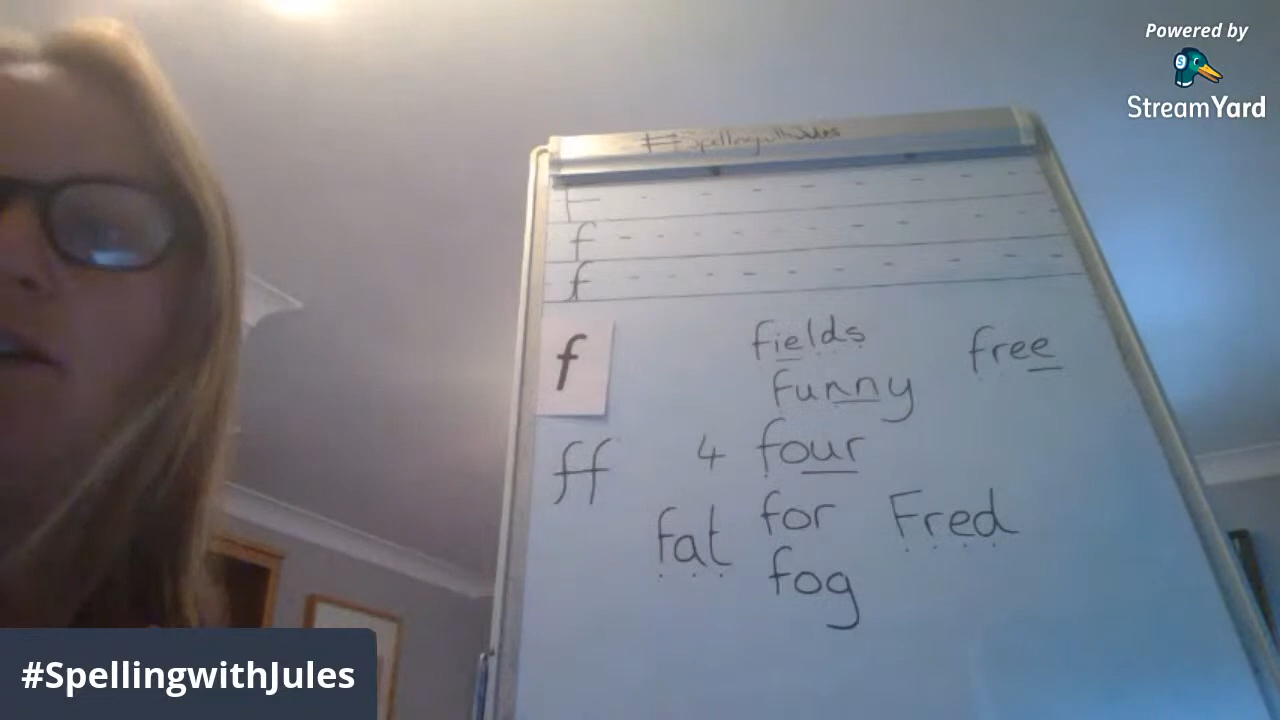 Powered by
StreamYard
#SpellingwithJules
F
f
f
f
fields
free
funny
ff
4 four
fat for Fred
fog
#SpellingwithJules